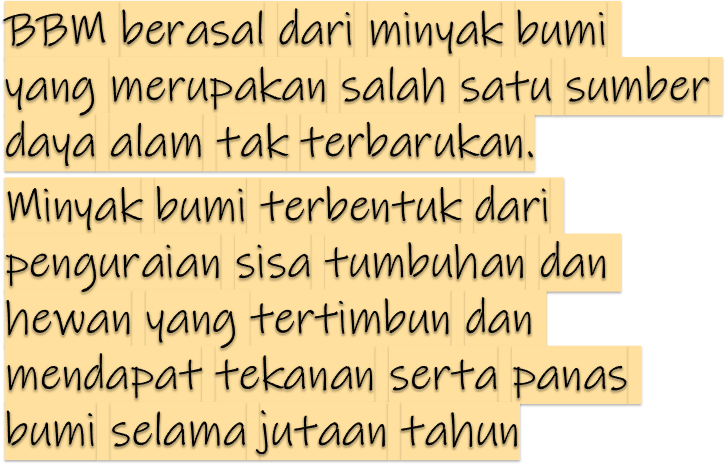 BBM berasal dari minyak bumi
yang merupakan salah satu sumber
daya alam tak terbarukan.
Minyak bumi terbentuk dari
penguraian sisa tumbuhan dan
hewan yang tertimbun dan
mendapat tekanan serta panas
bumi selama jutaan tahun